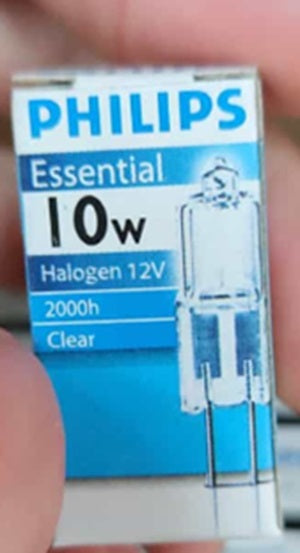 PHILIPS
Essential
10w
Halogen 12V
2000h
Clear